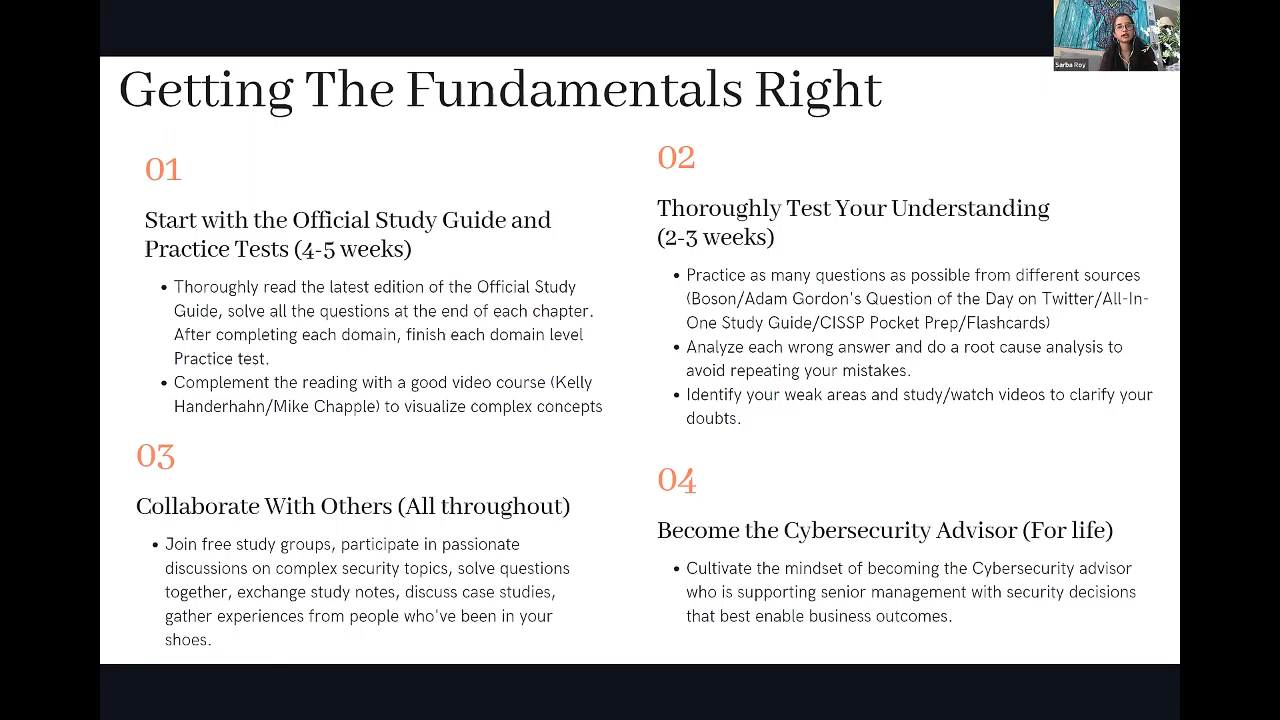 Sarba Roy
Getting The Fundamentals Right
01
Start with the Official Study Guide and
Practice Tests (4-5 weeks)
• Thoroughly read the latest edition of the Official Study
Guide, solve all the questions at the end of each chapter.
After completing each domain, finish each domain level
Practice test.
• Complement the reading with a good video course (Kelly
Handerhahn/Mike Chapple) to visualize complex concepts
02
Thoroughly Test Your Understanding
(2-3 weeks)
• Practice as many questions as possible from different sources
(Boson/Adam Gordon's Question of the Day on Twitter/All-In-
One Study Guide/CISSP Pocket Prep/Flashcards)
• Analyze each wrong answer and do a root cause analysis to
avoid repeating your mistakes.
• Identify your weak areas and study/watch videos to clarify your
doubts.
03
Collaborate With Others (All throughout)
• Join free study groups, participate in passionate
discussions on complex security topics, solve questions
together, exchange study notes, discuss case studies,
gather experiences from people who've been in your
shoes.
04
Become the Cybersecurity Advisor (For life)
• Cultivate the mindset of becoming the Cybersecurity advisor
who is supporting senior management with security decisions
that best enable business outcomes.